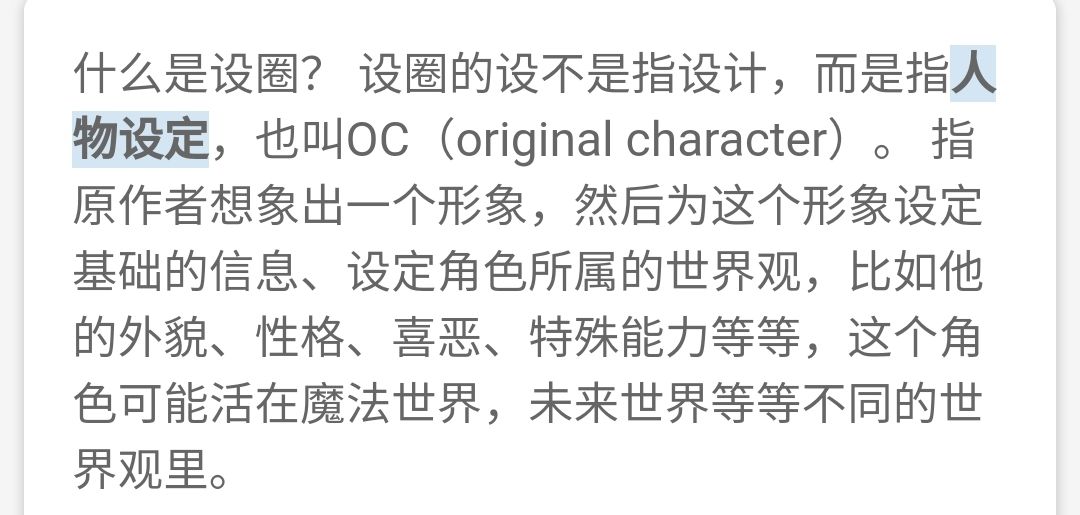 什么是设圈？ 设圈的设不是指设计，而是指人
物设定，也叫OC（original character）。 指
原作者想象出一个形象，然后为这个形象设定
基础的信息、设定角色所属的世界观，比如他
的外貌、性格、喜恶、特殊能力等等，这个角
色可能活在魔法世界，未来世界等等不同的世
界观里。